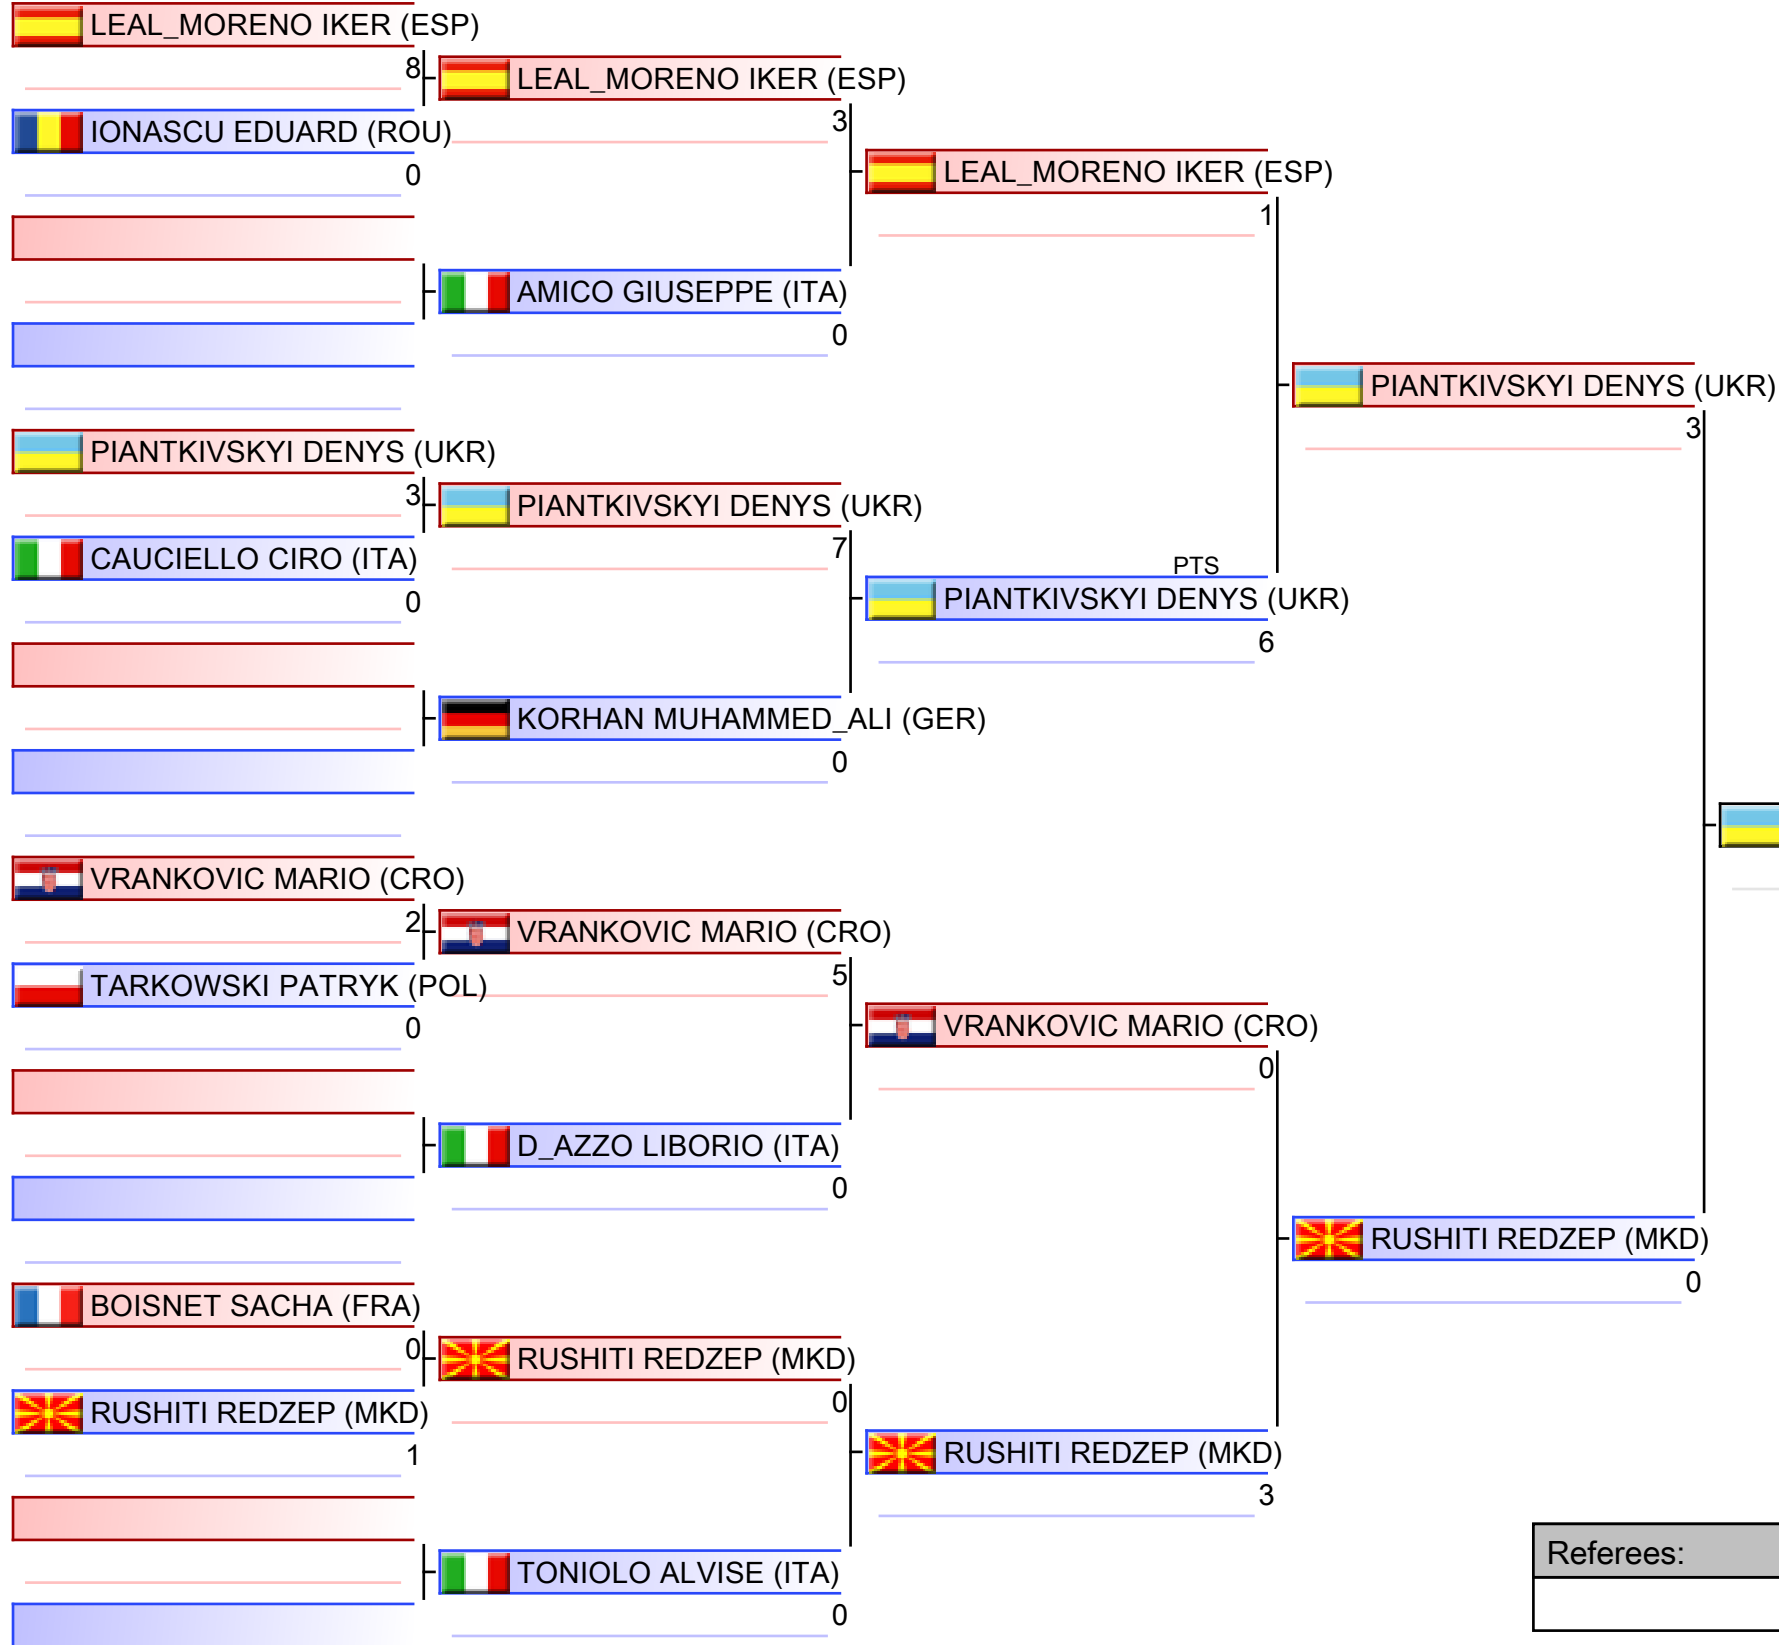 LEAL_MORENO IKER (ESP)
8
IONASCU EDUARD (ROU)
0
PIANTKIVSKYI DENYS (UKR)
3
CAUCIELLO CIRO (ITA)
0
VRANKOVIC MARIO (CRO)
2
TARKOWSKI PATRYK (POL)
0
BOISNET SACHA (FRA)
0
RUSHITI REDZEP (MKD)
1
LEAL_MORENO IKER (ESP)
3
AMICO GIUSEPPE (ITA)
0
PIANTKIVSKYI DENYS (UKR)
7
KORHAN MUHAMMED_ALI (GER)
0
VRANKOVIC MARIO (CRO)
5
D_AZZO LIBORIO (ITA)
0
RUSHITI REDZEP (MKD)
0
TONIOLO ALVISE (ITA)
0
LEAL_MORENO IKER (ESP)
1
PTS
PIANTKIVSKYI DENYS (UKR)
6
VRANKOVIC MARIO (CRO)
0
RUSHITI REDZEP (MKD)
3
PIANTKIVSKYI DENYS (UKR)
3
RUSHITI REDZEP (MKD)
0
Referees: